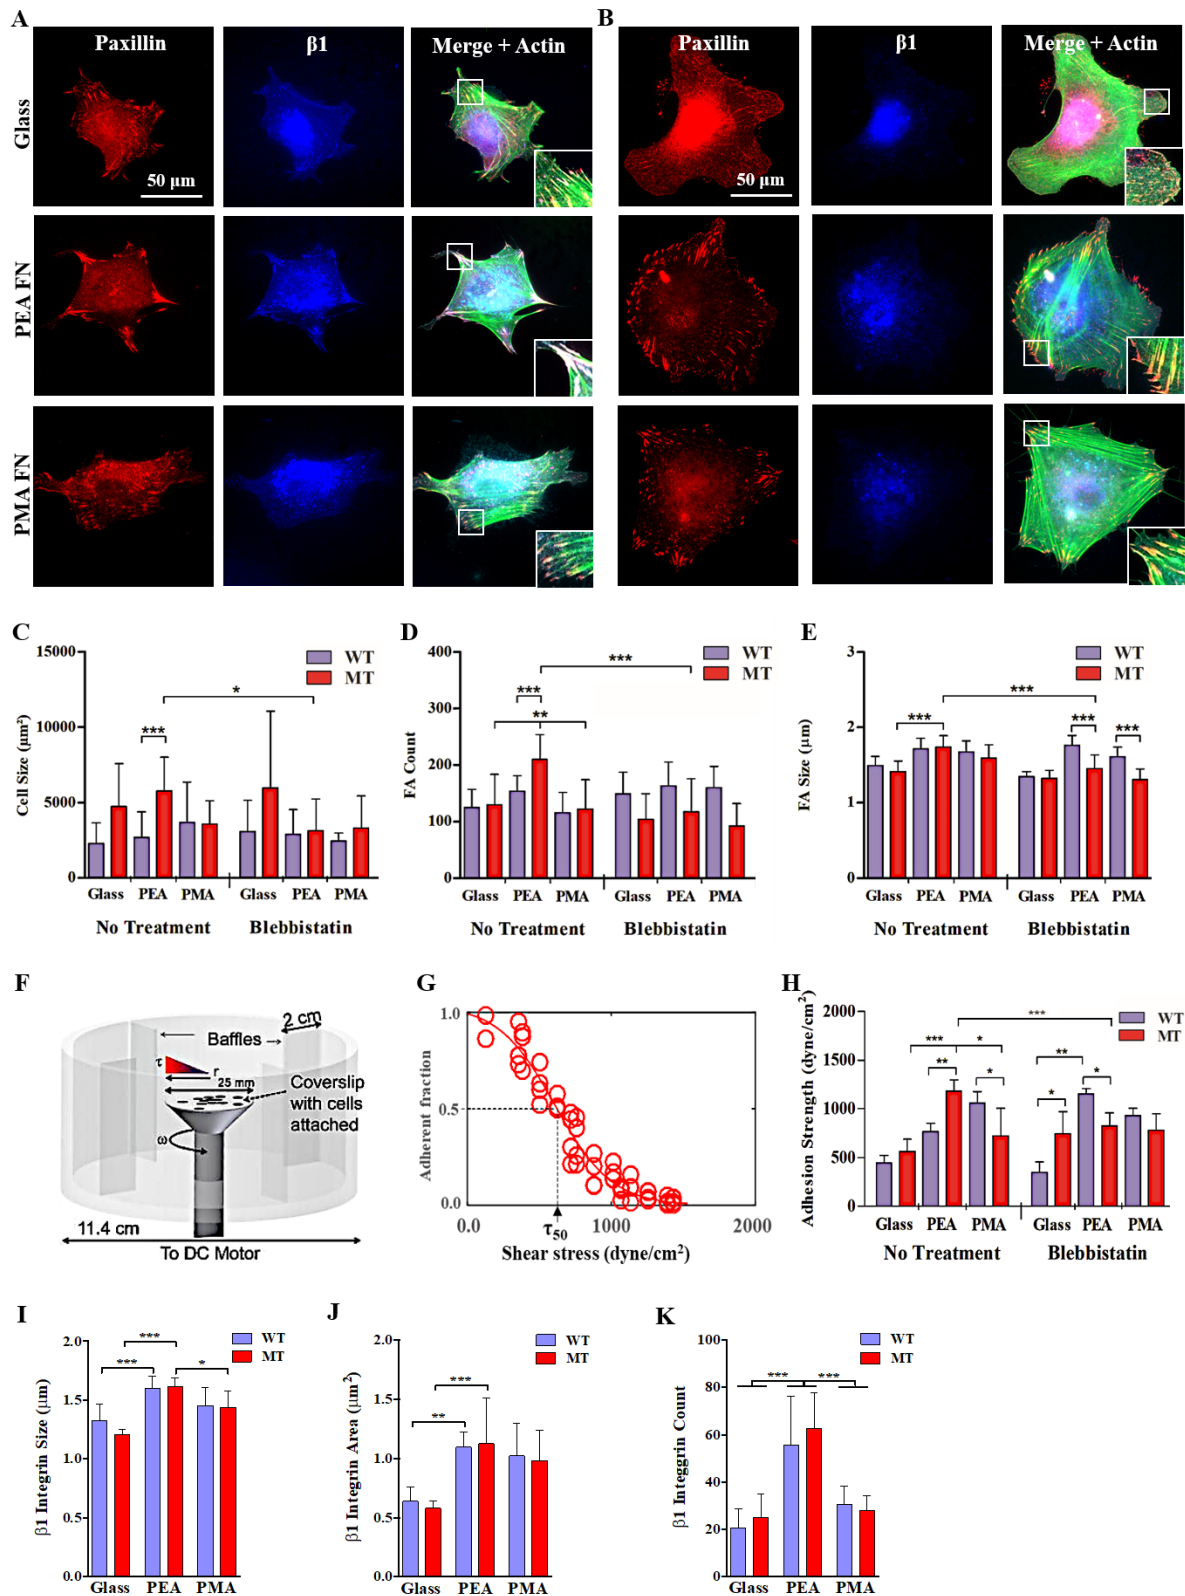 A
B
Paxillin
β1
Merge + Actin
Paxillin
β1
Merge + Actin
Glass
50 μm
50 μm
PEA FN
PMA FN
C
15000
10000
5000
0
Cell Size (μm²)
WT
MT
*
***
Glass PEA PMA Glass PEA PMA
No Treatment Blebbistatin
D
400
300
200
100
0
FA Count
WT
MT
***
***
**
Glass PEA PMA Glass PEA PMA
No Treatment Blebbistatin
E
3
2
1
0
FA Size (μm)
WT
MT
***
***
***
***
Glass PEA PMA Glass PEA PMA
No Treatment Blebbistatin
F
2 cm
Baffles
τ
r
25 mm
Coverslip
with cells
attached
ω
11.4 cm
To DC Motor
G
1.0
0.5
0.0
Adherent fraction
0.0 1000 2000
τ50
Shear stress (dyne/cm²)
H
2000
1500
1000
500
0
Adhesion Strength (dyne/cm²)
WT
MT
***
*** *
** *
** *
*
Glass PEA PMA Glass PEA PMA
No Treatment Blebbistatin
I
2.0
1.5
1.0
0.5
0.0
β1 Integrin Size (μm)
WT
MT
***
***
*
Glass PEA PMA
J
2.0
1.5
1.0
0.5
0.0
β1 Integrin Area (μm²)
WT
MT
***
**
Glass PEA PMA
K
100
80
60
40
20
0
β1 Integgrin Count
WT
MT
*** ***
Glass PEA PMA